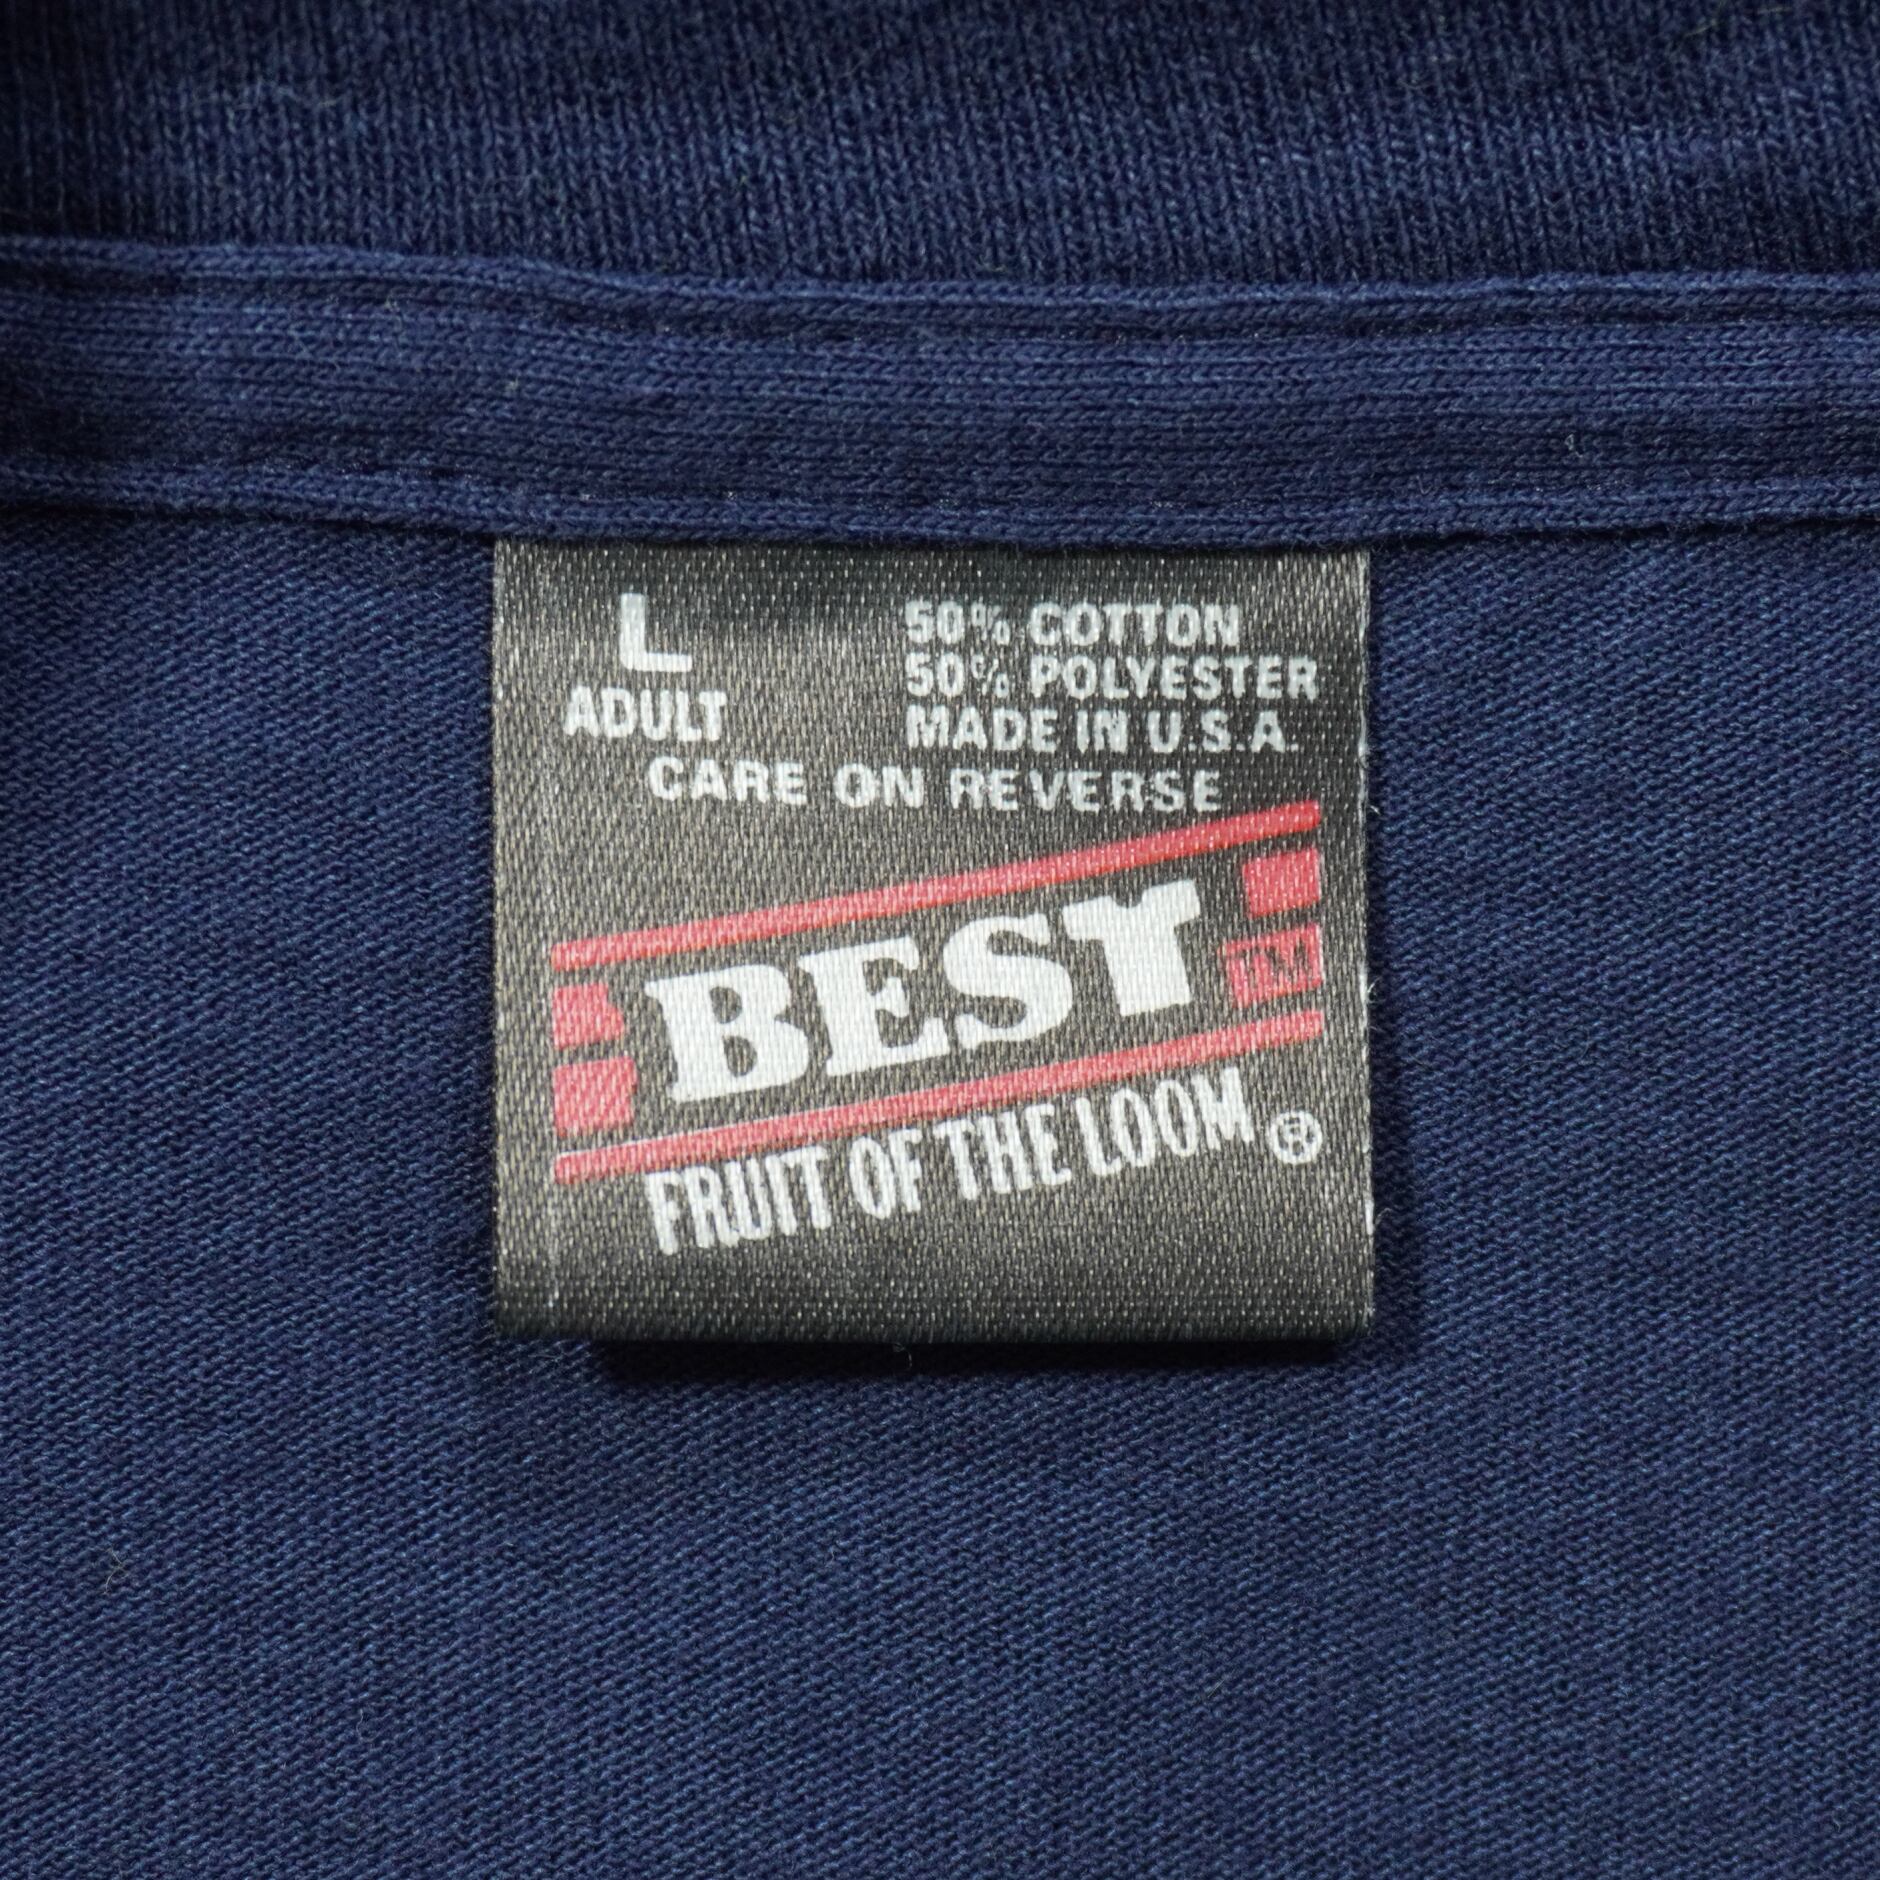 L
ADULT
50% COTTON
50% POLYESTER
MADE IN U.S.A.
CARE ON REVERSE
BEST
TM
FRUIT OF THE LOOM ®